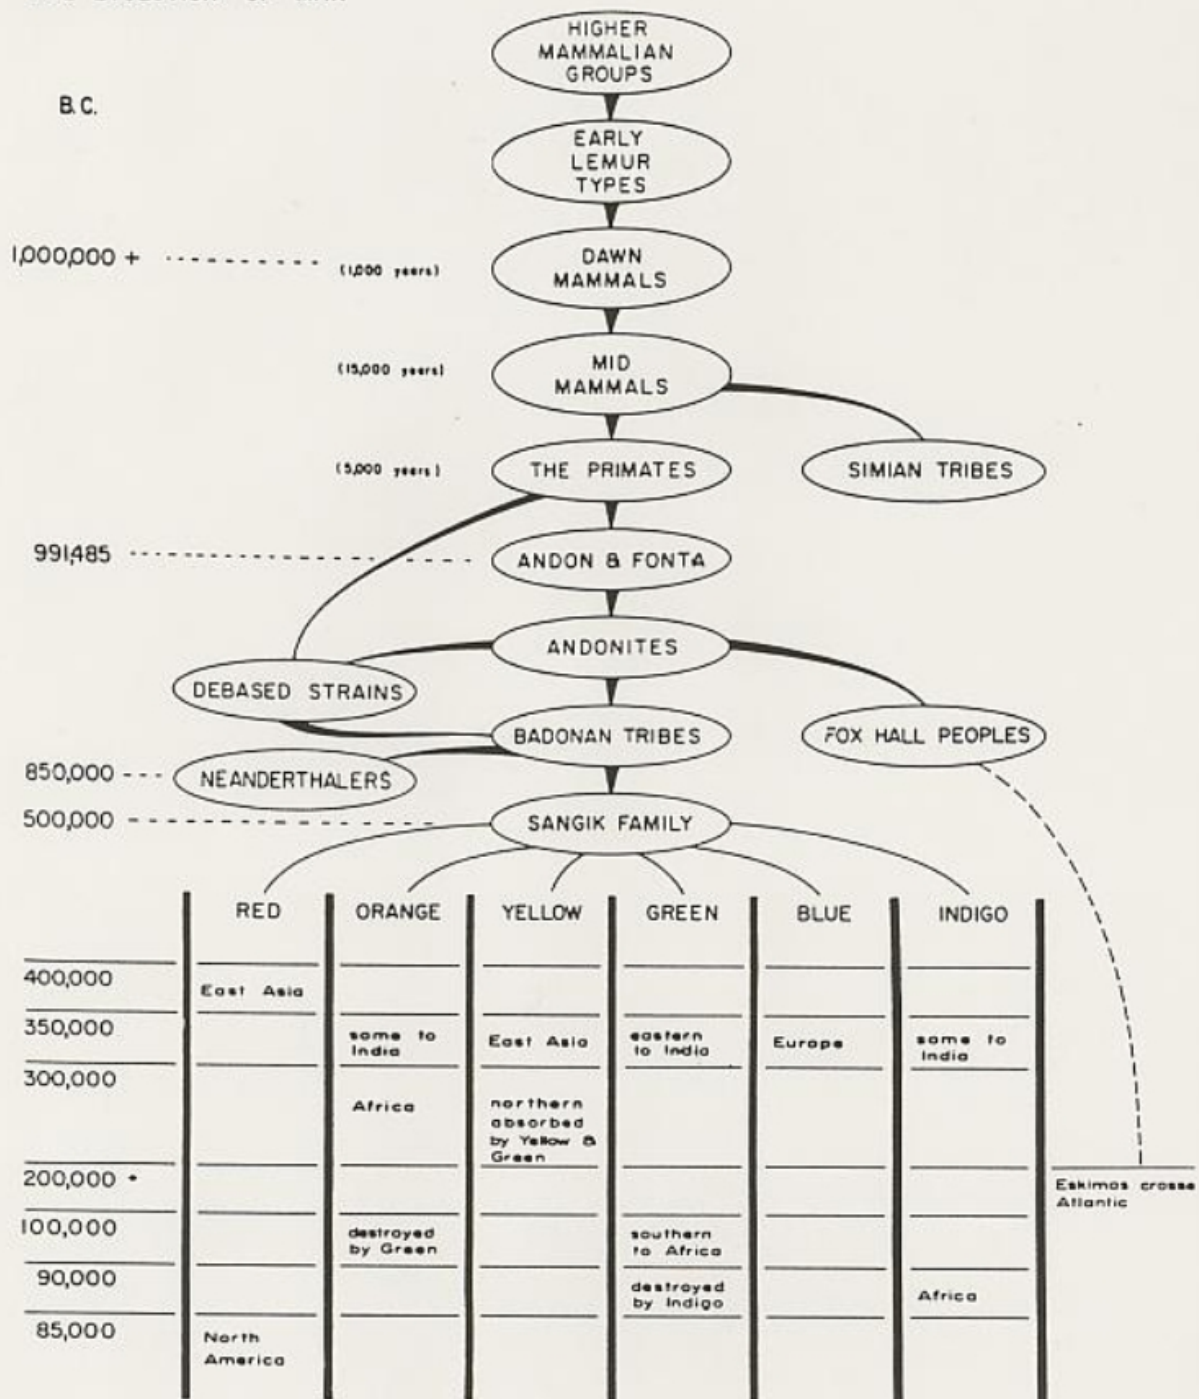 HIGHER
MAMMALIAN
GROUPS
B.C.
EARLY
LEMUR
TYPES
1,000,000 +
(1,000 years)
DAWN
MAMMALS
(15,000 years)
MID
MAMMALS
(5,000 years)
THE PRIMATES
SIMIAN TRIBES
991,485
ANDON & FONTA
ANDONITES
DEBASED STRAINS
BADONAN TRIBES
FOX HALL PEOPLES
850,000
NEANDERTHALERS
500,000
SANGIK FAMILY
RED ORANGE YELLOW GREEN BLUE INDIGO
400,000
East Asia
350,000
some to
India
East Asia
eastern
to India
Europe
some to
India
300,000
Africa
northern
absorbed
by Yellow &
Green
200,000 +
Eskimos crosse
Atlantic
100,000
destroyed
by Green
southern
to Africa
90,000
destroyed
by Indigo
Africa
85,000
North
America